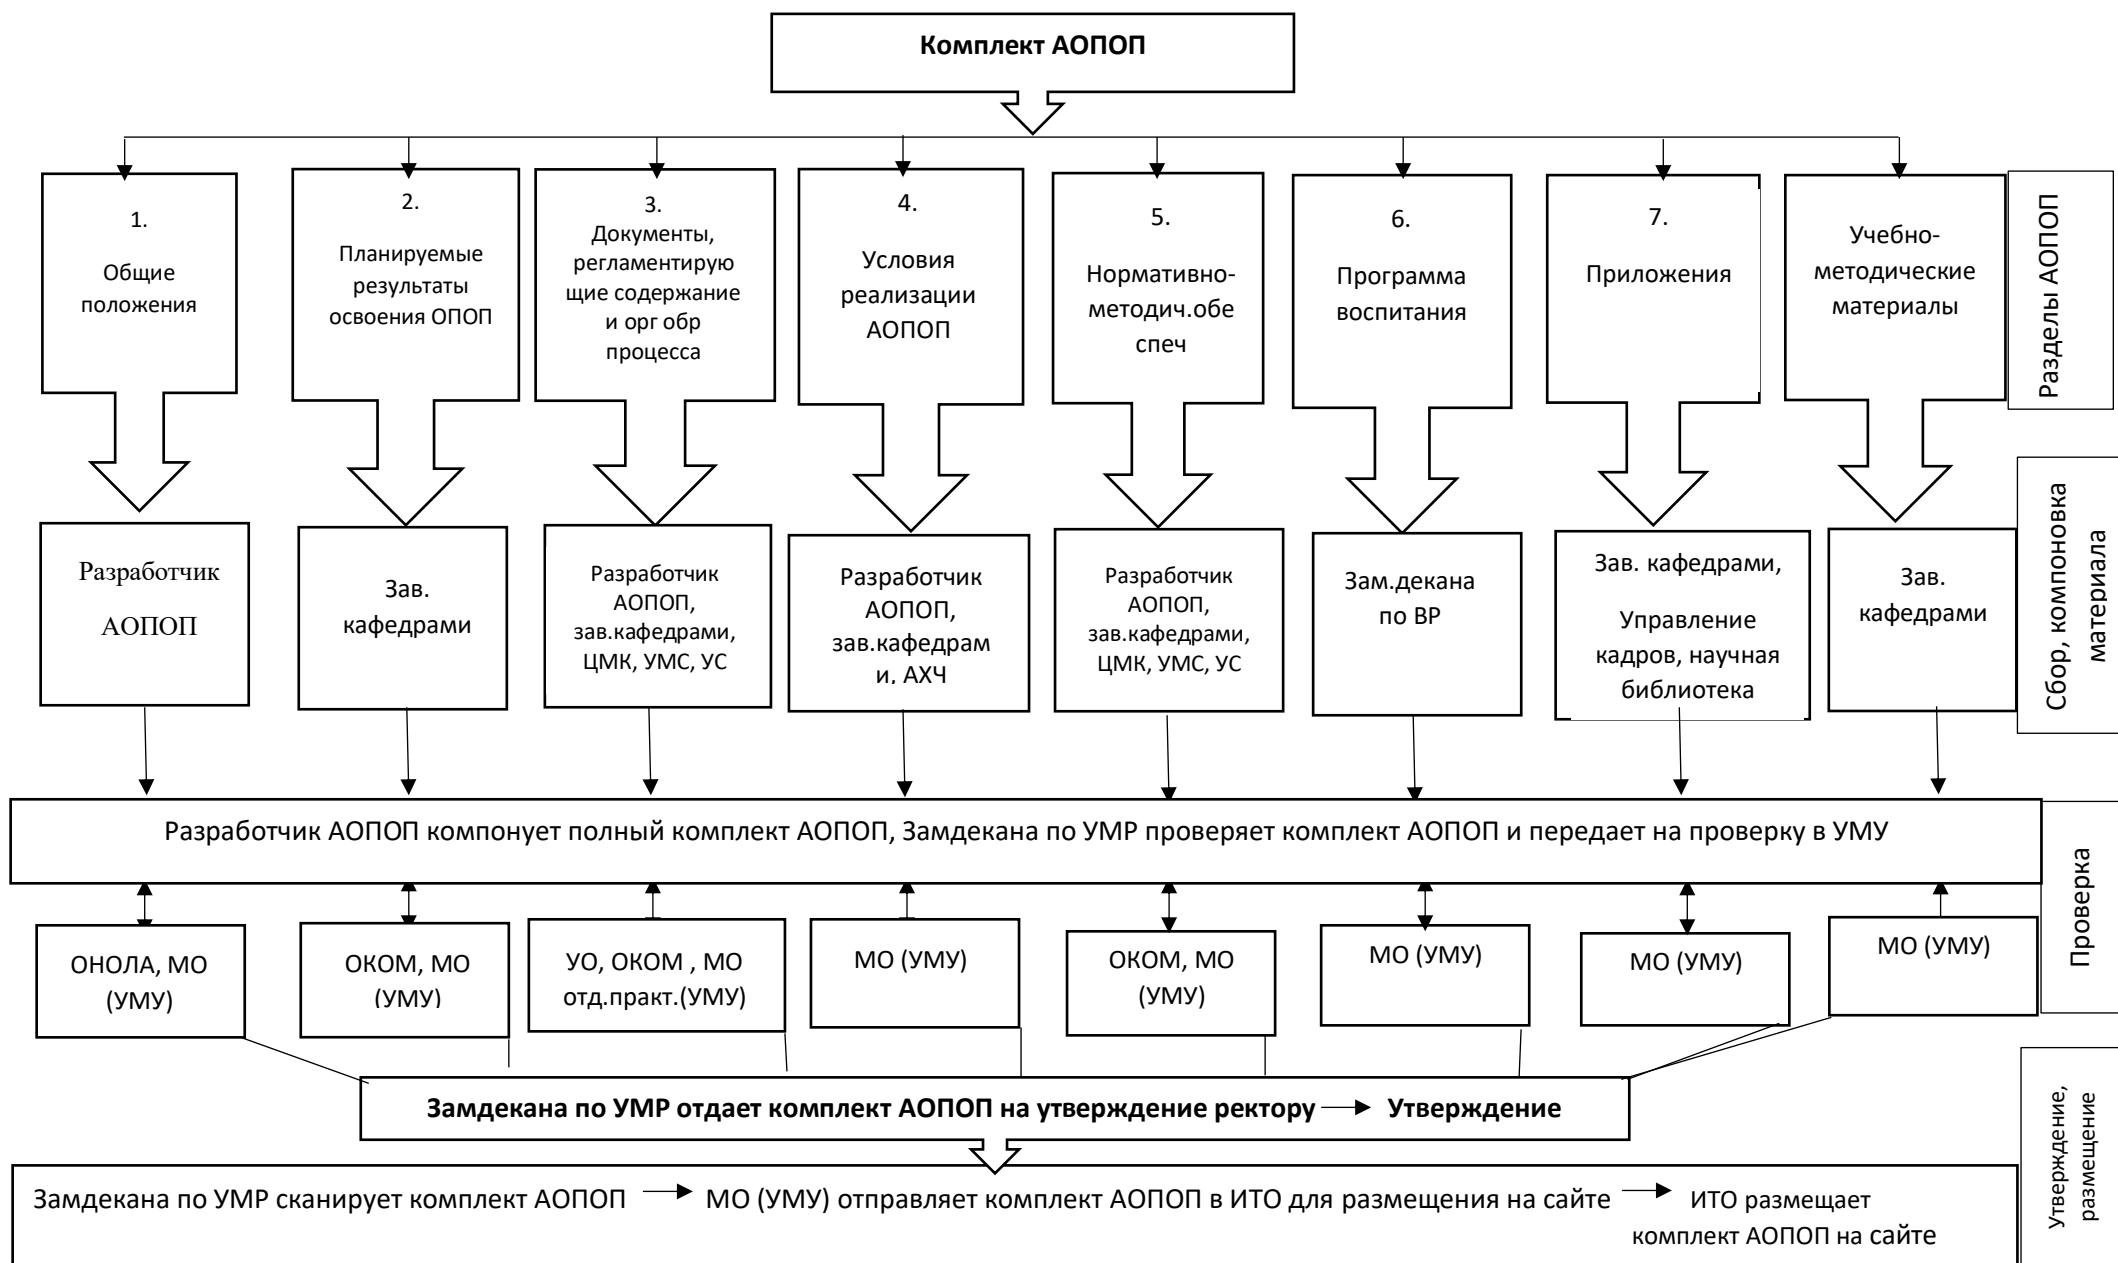 Комплект АОПОП
1.
Общие
положения
2.
Планируемые
результаты
освоения ОПОП
3.
Документы,
регламентирую
щие содержание
и орг обр
процесса
4.
Условия
реализации
АОПОП
5.
Нормативно-
методич.обе
спеч
6.
Программа
воспитания
7.
Приложения
Учебно-
методические
материалы
Разделы АОПОП
Разработчик
АОПОП
Зав.
кафедрами
Разработчик
АОПОП,
зав.кафедрами,
ЦМК, УМС, УС
Разработчик
АОПОП,
зав.кафедрам
и, АХЧ
Разработчик
АОПОП,
зав.кафедрами,
ЦМК, УМС, УС
Зам.декана
по ВР
Зав. кафедрами,
Управление
кадров, научная
библиотека
Зав.
кафедрами
Сбор, компоновка
материала
Разработчик АОПОП компонует полный комплект АОПОП, Замдекана по УМР проверяет комплект АОПОП и передает на проверку в УМУ
Проверка
ОНОЛА, МО
(УМУ)
ОКОМ, МО
(УМУ)
УО, ОКОМ , МО
отд.практ.(УМУ)
МО (УМУ)
ОКОМ, МО
(УМУ)
МО (УМУ)
МО (УМУ)
МО (УМУ)
Замдекана по УМР отдает комплект АОПОП на утверждение ректору Утверждение
Утверждение,
размещение
Замдекана по УМР сканирует комплект АОПОП МО (УМУ) отправляет комплект АОПОП в ИТО для размещения на сайте ИТО размещает
комплект АОПОП на сайте